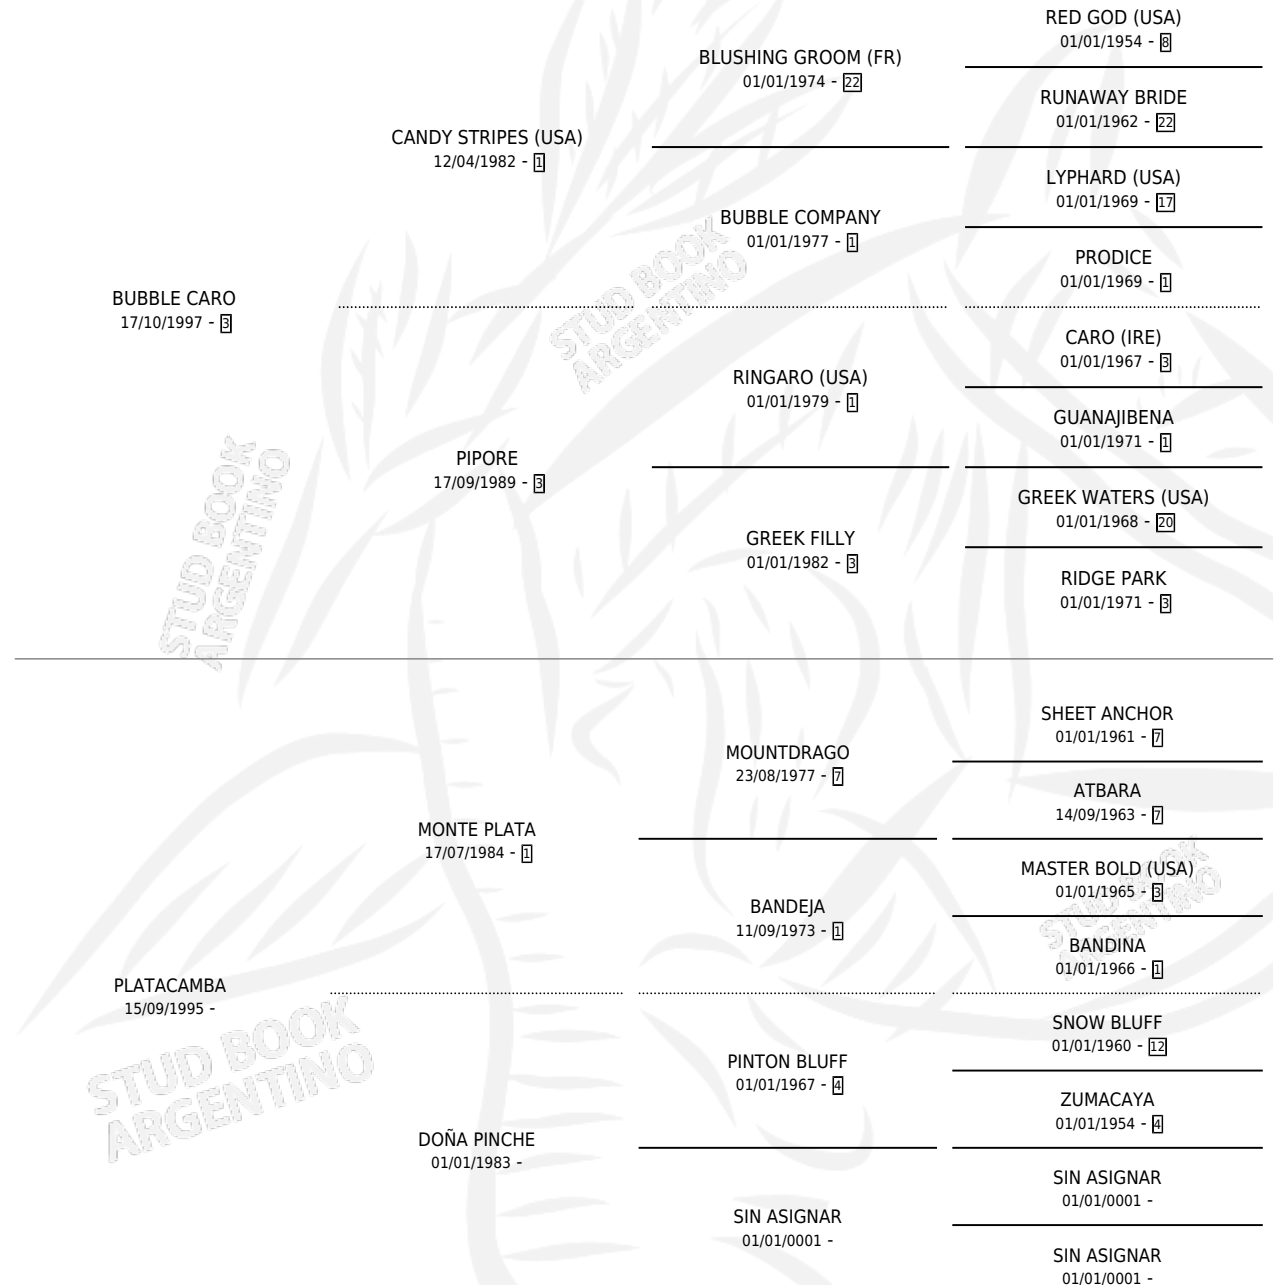 RED GOD (USA)
01/01/1954 - 8
BLUSHING GROOM (FR)
01/01/1974 - 22
RUNAWAY BRIDE
01/01/1962 - 22
CANDY STRIPES (USA)
12/04/1982 - 1
LYPHARD (USA)
01/01/1969 - 17
BUBBLE COMPANY
01/01/1977 - 1
PRODICE
01/01/1969 - 1
BUBBLE CARO
17/10/1997 - 3
CARO (IRE)
01/01/1967 - 3
RINGARO (USA)
01/01/1979 - 1
GUANAJIBENA
01/01/1971 - 1
PIPORE
17/09/1989 - 3
GREEK WATERS (USA)
01/01/1968 - 20
GREEK FILLY
01/01/1982 - 3
RIDGE PARK
01/01/1971 - 3
SHEET ANCHOR
01/01/1961 - 7
MOUNTDRAGO
23/08/1977 - 7
ATBARA
14/09/1963 - 7
MONTE PLATA
17/07/1984 - 1
MASTER BOLD (USA)
01/01/1965 - 3
BANDEJA
11/09/1973 - 1
BANDINA
01/01/1966 - 1
PLATACAMBA
15/09/1995 -
SNOW BLUFF
01/01/1960 - 12
PINTON BLUFF
01/01/1967 - 4
ZUMACAYA
01/01/1954 - 4
DOÑA PINCHE
01/01/1983 -
SIN ASIGNAR
01/01/0001 -
SIN ASIGNAR
01/01/0001 -
SIN ASIGNAR
01/01/0001 -
STUD BOOK
ARGENTINO
STUD BOOK
ARGENTINO
STUD BOOK
ARGENTINO
STUD BOOK
ARGENTINO